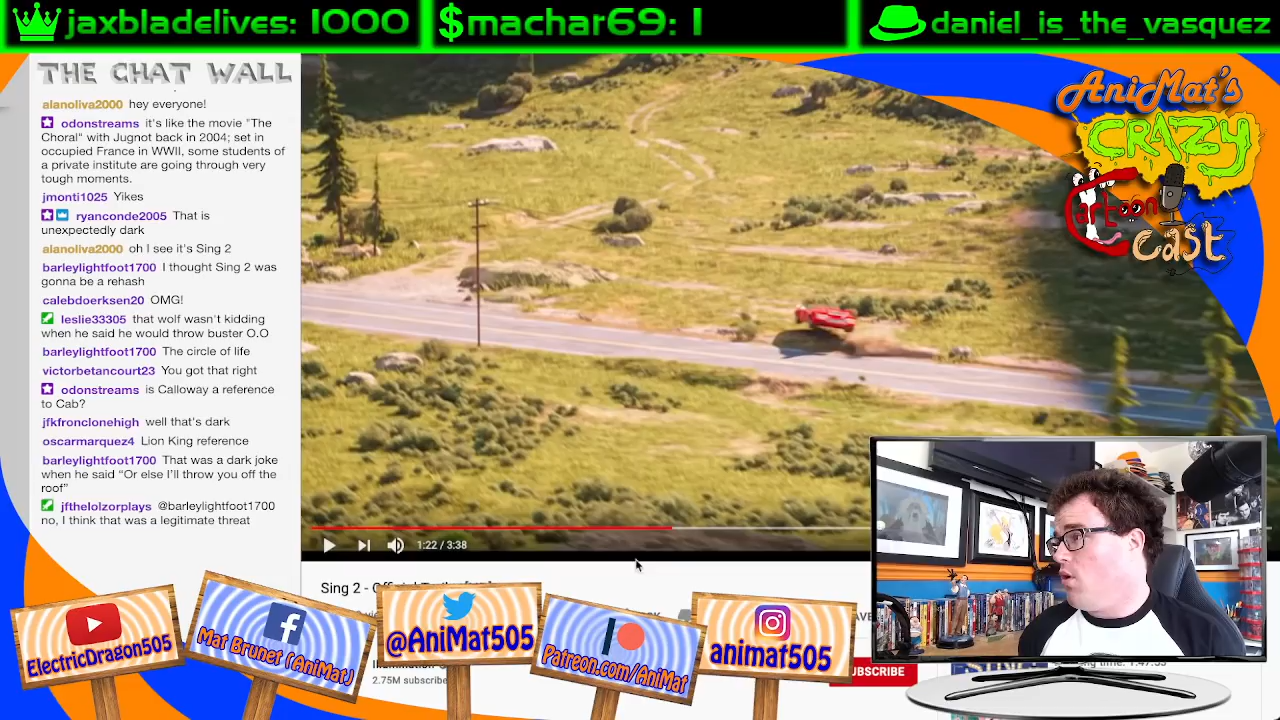 jaxbladelives: 1000
$machar69: 1
daniel_is_the_vasquez
THE CHAT WALL
alanoliva2000 hey everyone!
odonstreams it's like the movie "The
Choral" with Jugnot back in 2004; set in
occupied France in WWII, some students of
a private institute are going through very
tough moments.
jmonti1025 Yikes
ryanconde2005 That is
unexpectedly dark
alanoliva2000 oh I see it's Sing 2
barleylightfoot1700 I thought Sing 2 was
gonna be a rehash
calebdoerksen20 OMG!
leslie33305 that wolf wasn't kidding
when he said he would throw buster O.O
barleylightfoot1700 The circle of life
victorbetancourt23 You got that right
odonstreams is Calloway a reference
to Cab?
jfkfronclonehigh well that's dark
oscarmarquez4 Lion King reference
barleylightfoot1700 That was a dark joke
when he said “Or else I’ll throw you off the
roof”
jfthelolzorplays @barleylightfoot1700
no, I think that was a legitimate threat
AniMat's
CRAZY
Cartoon
Cast
1:22 / 3:38
Sing 2 -
2.75M subscribe
SUBSCRIBE
ElectricDragon505
Mat Brunet (AniMat)
@AniMat505
Patreon.com/AniMat
animat505